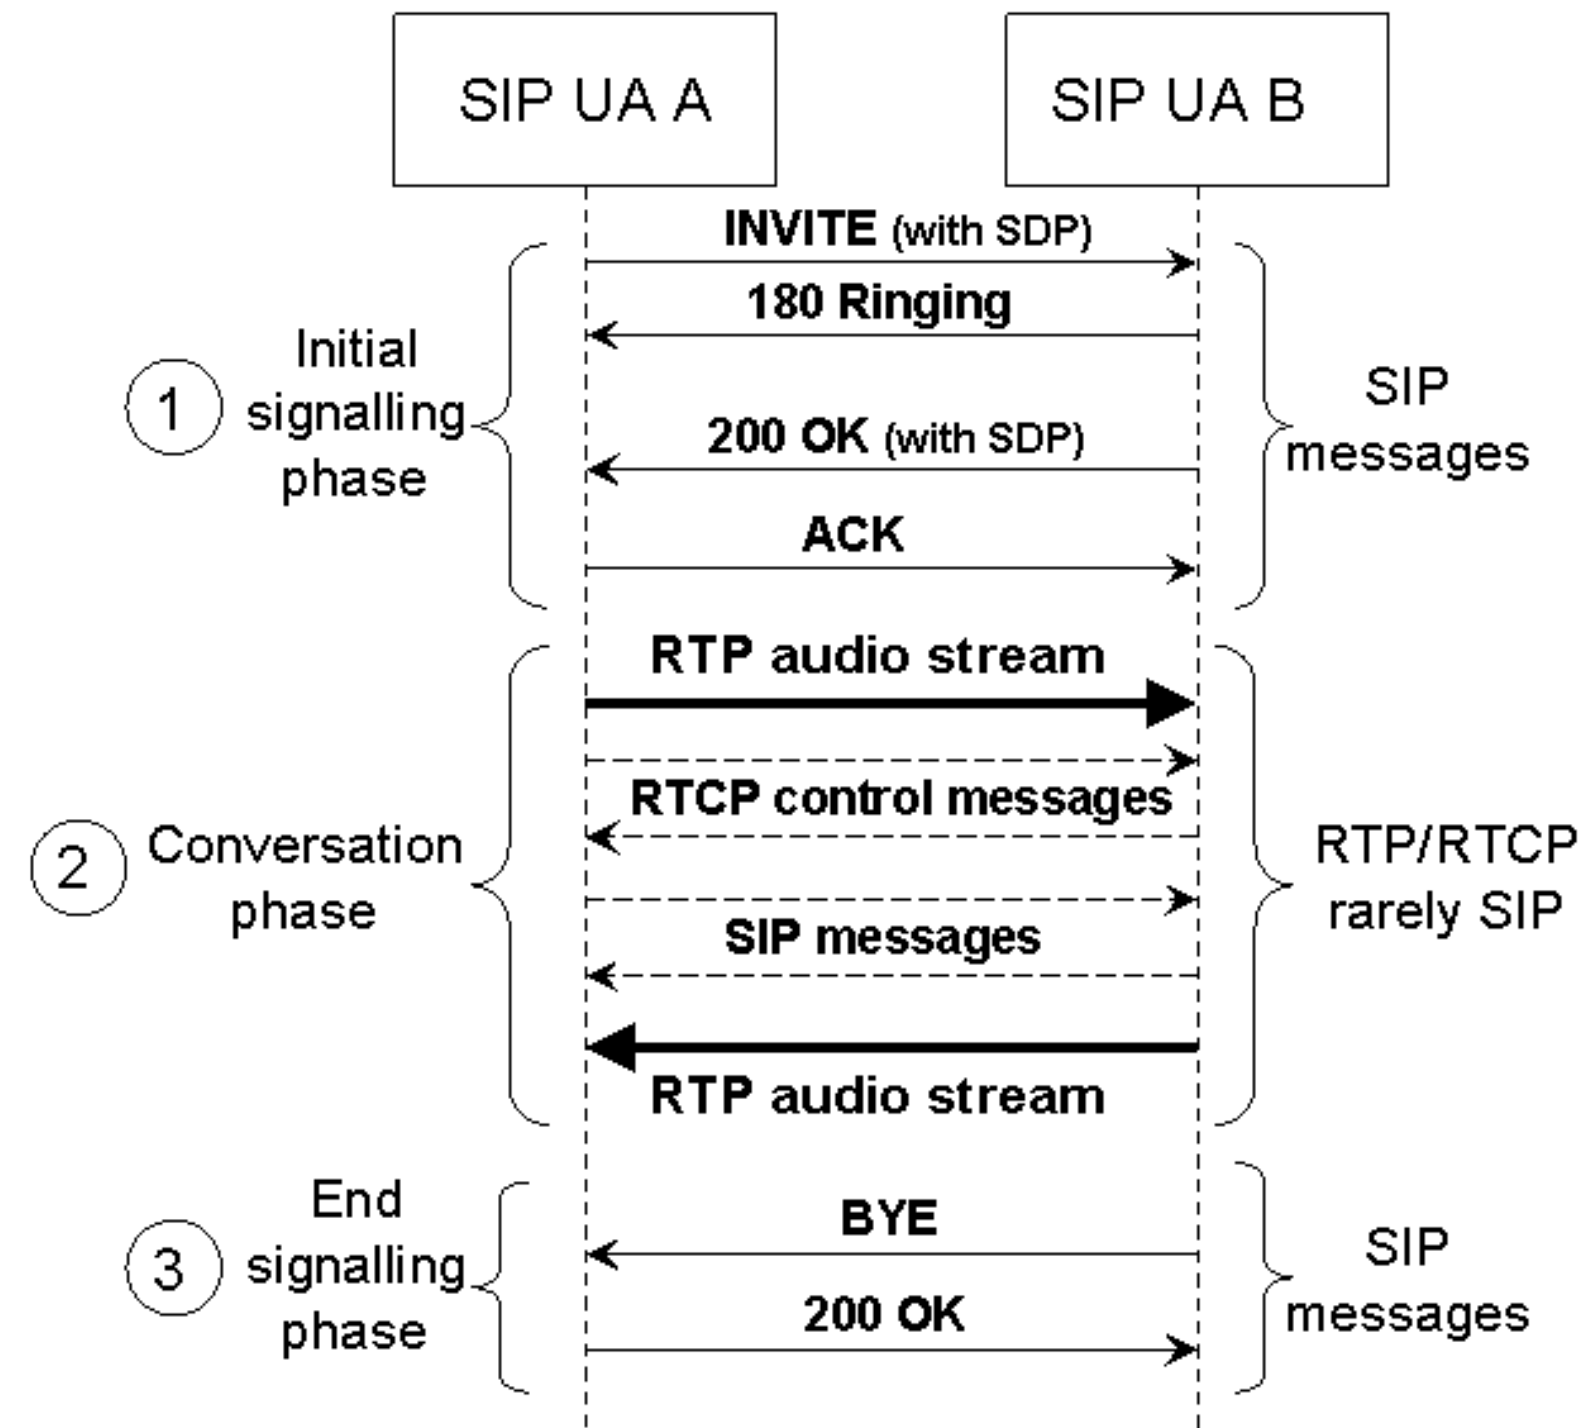 SIP UA A
SIP UA B
INVITE (with SDP)
180 Ringing
1
Initial
signalling
phase
200 OK (with SDP)
ACK
SIP
messages
RTP audio stream
RTCP control messages
2
Conversation
phase
SIP messages
RTP/RTCP
rarely SIP
RTP audio stream
3
End
signalling
phase
BYE
200 OK
SIP
messages